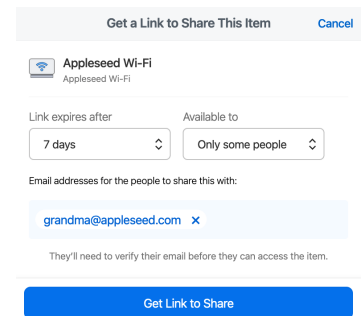 Get a Link to Share This Item
Cancel
Appleseed Wi-Fi
Appleseed Wi-Fi
Link expires after
Available to
7 days
Only some people
Email addresses for the people to share this with:
grandma@appleseed.com ×
They'll need to verify their email before they can access the item.
Get Link to Share